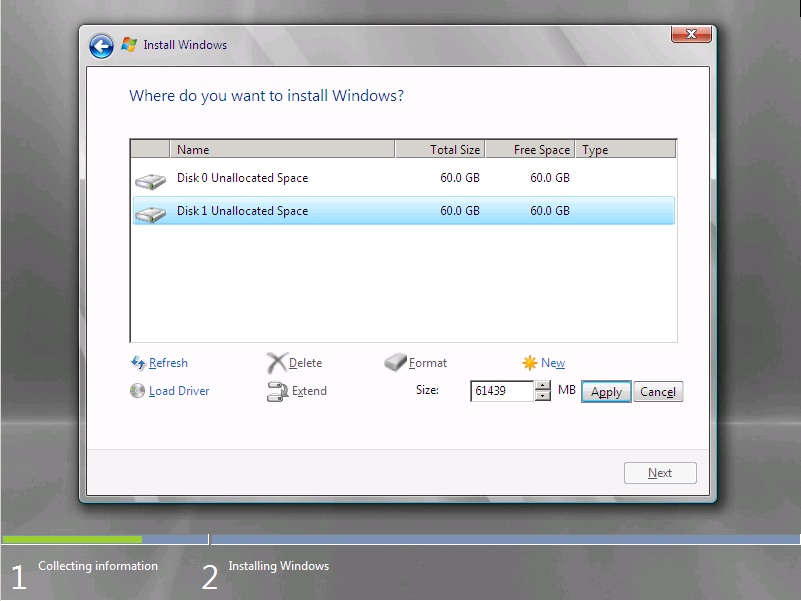 Install Windows
Where do you want to install Windows?
Name Total Size Free Space Type
Disk 0 Unallocated Space 60.0 GB 60.0 GB
Disk 1 Unallocated Space 60.0 GB 60.0 GB
Refresh Delete Format New
Load Driver Extend Size: 61439 MB Apply Cancel
Next
1 Collecting information 2 Installing Windows